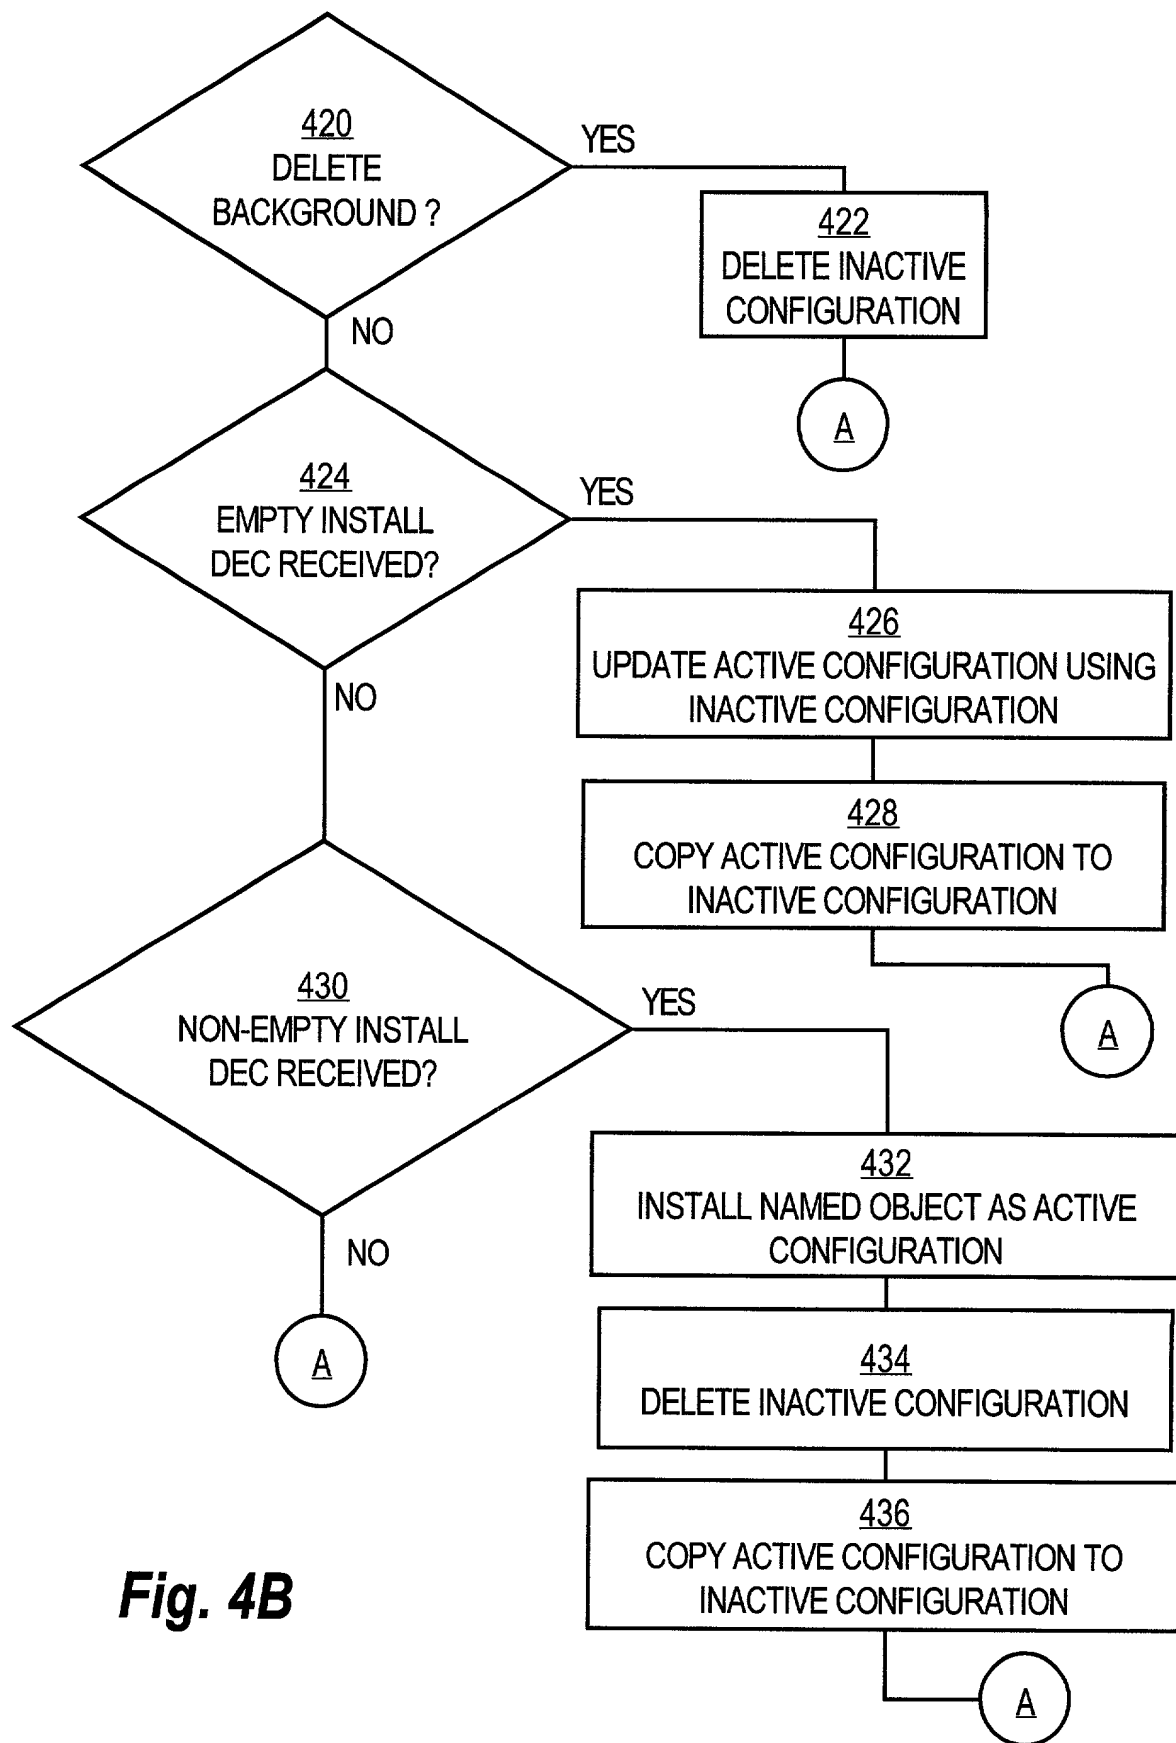 420
DELETE
BACKGROUND ?
YES
422
DELETE INACTIVE
CONFIGURATION
A
NO
424
EMPTY INSTALL
DEC RECEIVED?
YES
426
UPDATE ACTIVE CONFIGURATION USING
INACTIVE CONFIGURATION
428
COPY ACTIVE CONFIGURATION TO
INACTIVE CONFIGURATION
A
NO
430
NON-EMPTY INSTALL
DEC RECEIVED?
YES
432
INSTALL NAMED OBJECT AS ACTIVE
CONFIGURATION
434
DELETE INACTIVE CONFIGURATION
436
COPY ACTIVE CONFIGURATION TO
INACTIVE CONFIGURATION
A
NO
A
Fig. 4B